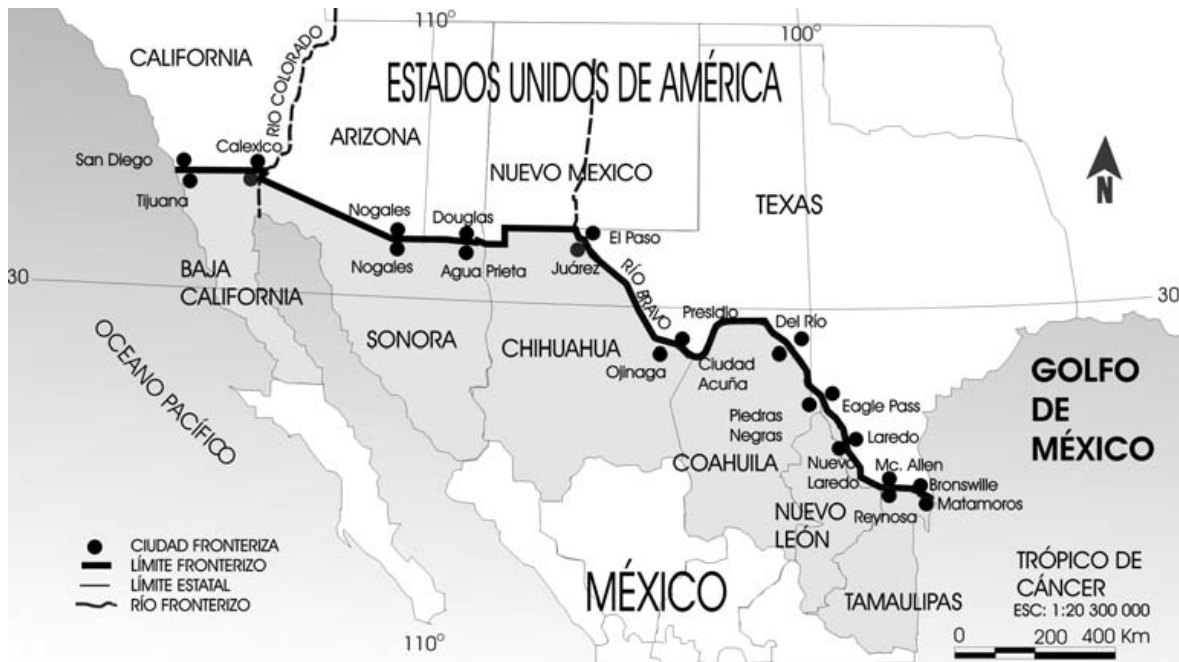 110°
100°
CALIFORNIA
RIO COLORADO
ESTADOS UNIDOS DE AMÉRICA
ARIZONA
NUEVO MEXICO
TEXAS
N
San Diego
Calexico
Tijuana
Nogales
Douglas
El Paso
Nogales
Agua Prieta
Juárez
30
BAJA
CALIFORNIA
RÍO BRAVO
30
SONORA
CHIHUAHUA
Presidio
Del Río
Ojinaga
Ciudad
Acuña
OCEANO PACÍFICO
GOLFO
DE
MÉXICO
Piedras
Negras
Eagle Pass
Laredo
COAHUILA
Nuevo
Laredo
Mc. Allen
Bronswille
Matamoros
Reynosa
NUEVO
LEÓN
CIUDAD FRONTERIZA
LÍMITE FRONTERIZO
LÍMITE ESTATAL
RÍO FRONTERIZO
MÉXICO
TAMAULIPAS
TRÓPICO DE
CÁNCER
ESC: 1:20 300 000
0 200 400 Km
110°